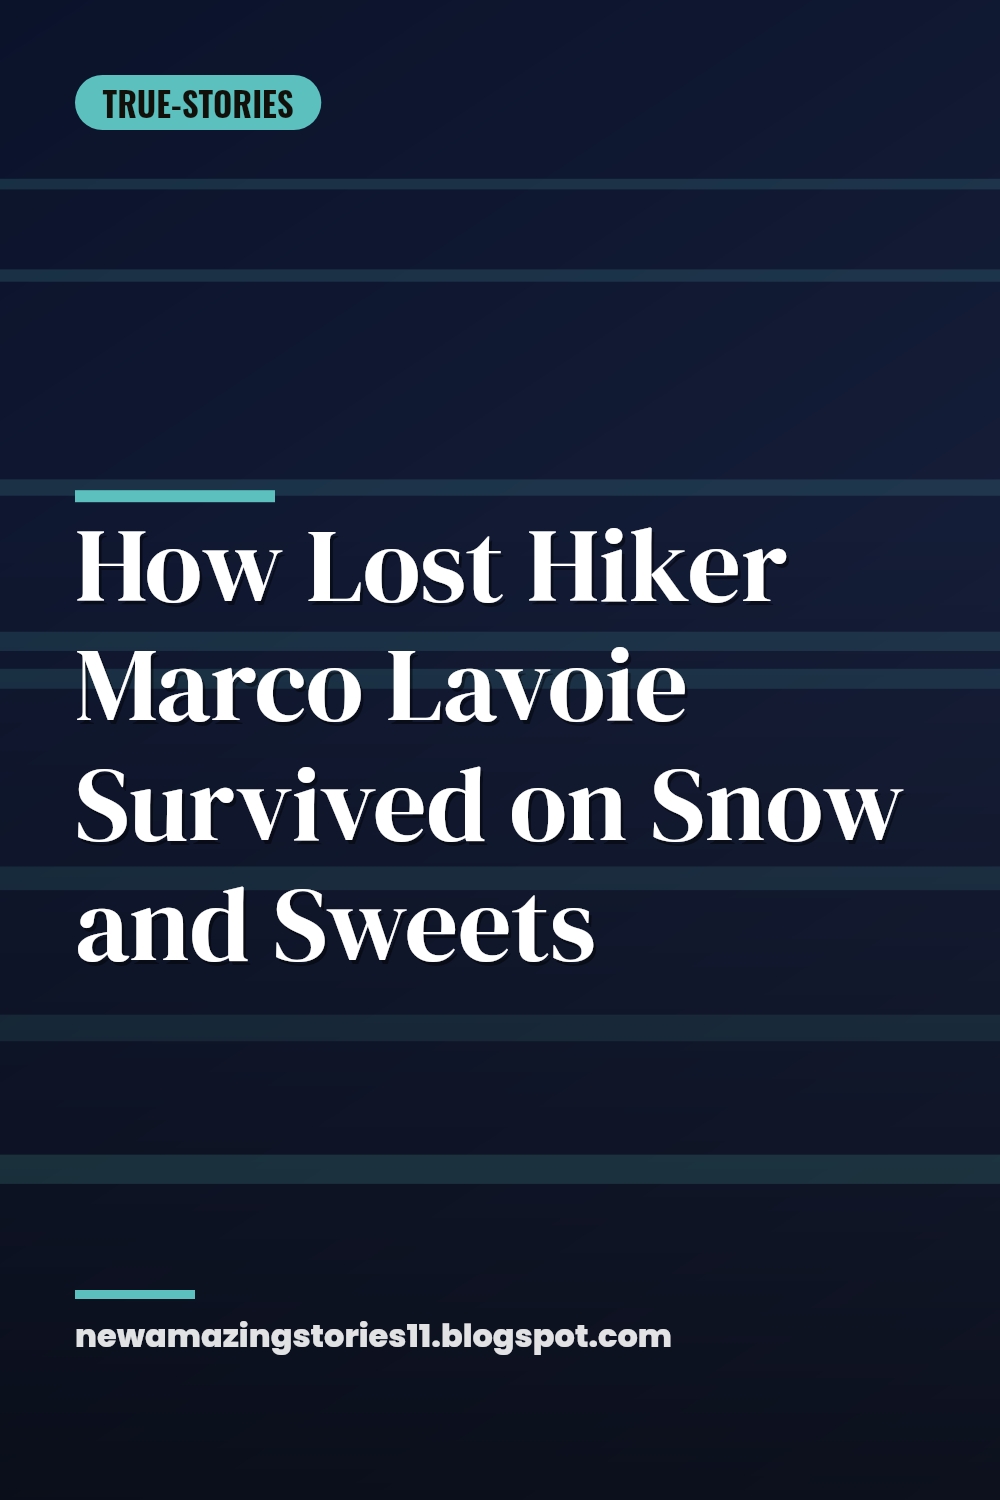 TRUE-STORIES
How Lost Hiker
Marco Lavoie
Survived on Snow
and Sweets
newamazingstories11.blogspot.com